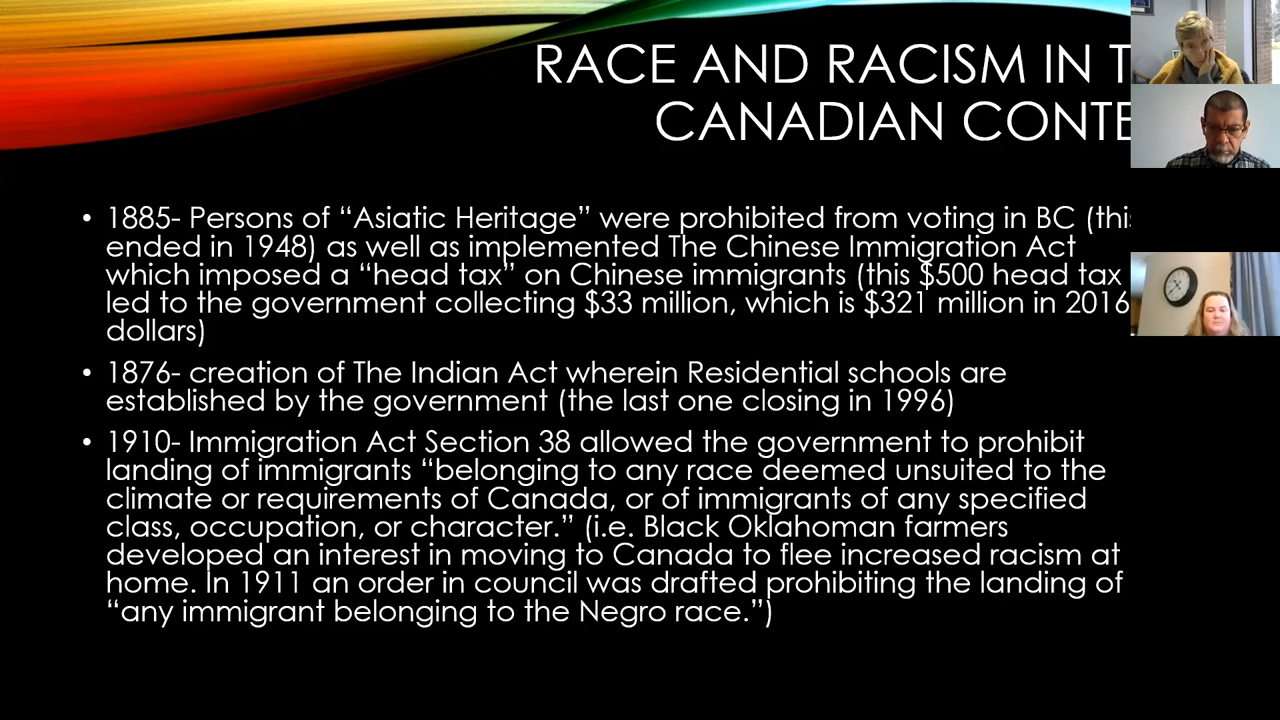 RACE AND RACISM IN T
CANADIAN CONTE
• 1885- Persons of “Asiatic Heritage” were prohibited from voting in BC (this
ended in 1948) as well as implemented The Chinese Immigration Act
which imposed a “head tax” on Chinese immigrants (this $500 head tax
led to the government collecting $33 million, which is $321 million in 2016
dollars)
• 1876- creation of The Indian Act wherein Residential schools are
established by the government (the last one closing in 1996)
• 1910- Immigration Act Section 38 allowed the government to prohibit
landing of immigrants “belonging to any race deemed unsuited to the
climate or requirements of Canada, or of immigrants of any specified
class, occupation, or character.” (i.e. Black Oklahoman farmers
developed an interest in moving to Canada to flee increased racism at
home. In 1911 an order in council was drafted prohibiting the landing of
“any immigrant belonging to the Negro race.”)